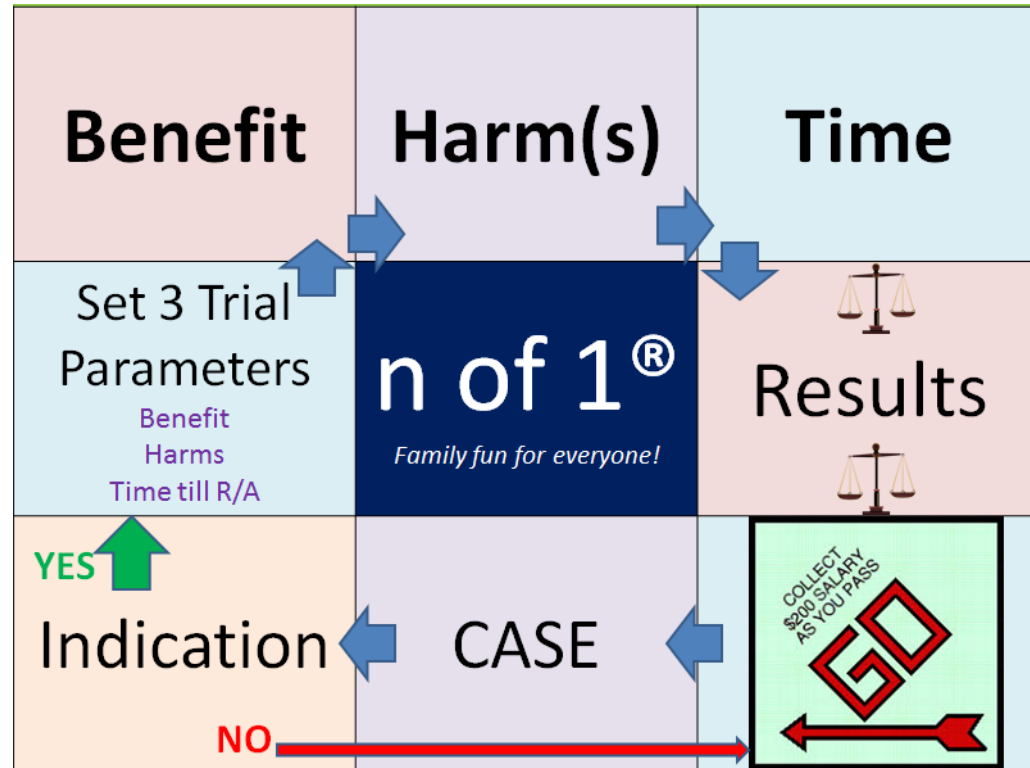 Benefit
Harm(s)
Time
Set 3 Trial
Parameters
Benefit
Harms
Time till R/A
n of 1®
Family fun for everyone!
Results
YES
Indication
NO
CASE
COLLECT
$200 SALARY
AS YOU PASS
GO